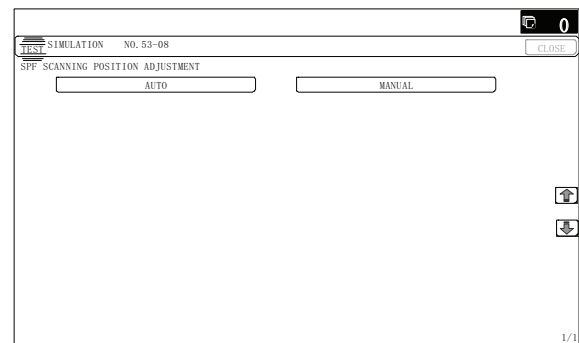 0
TEST SIMULATION NO. 53-08 CLOSE
SPF SCANNING POSITION ADJUSTMENT
AUTO MANUAL
1/1